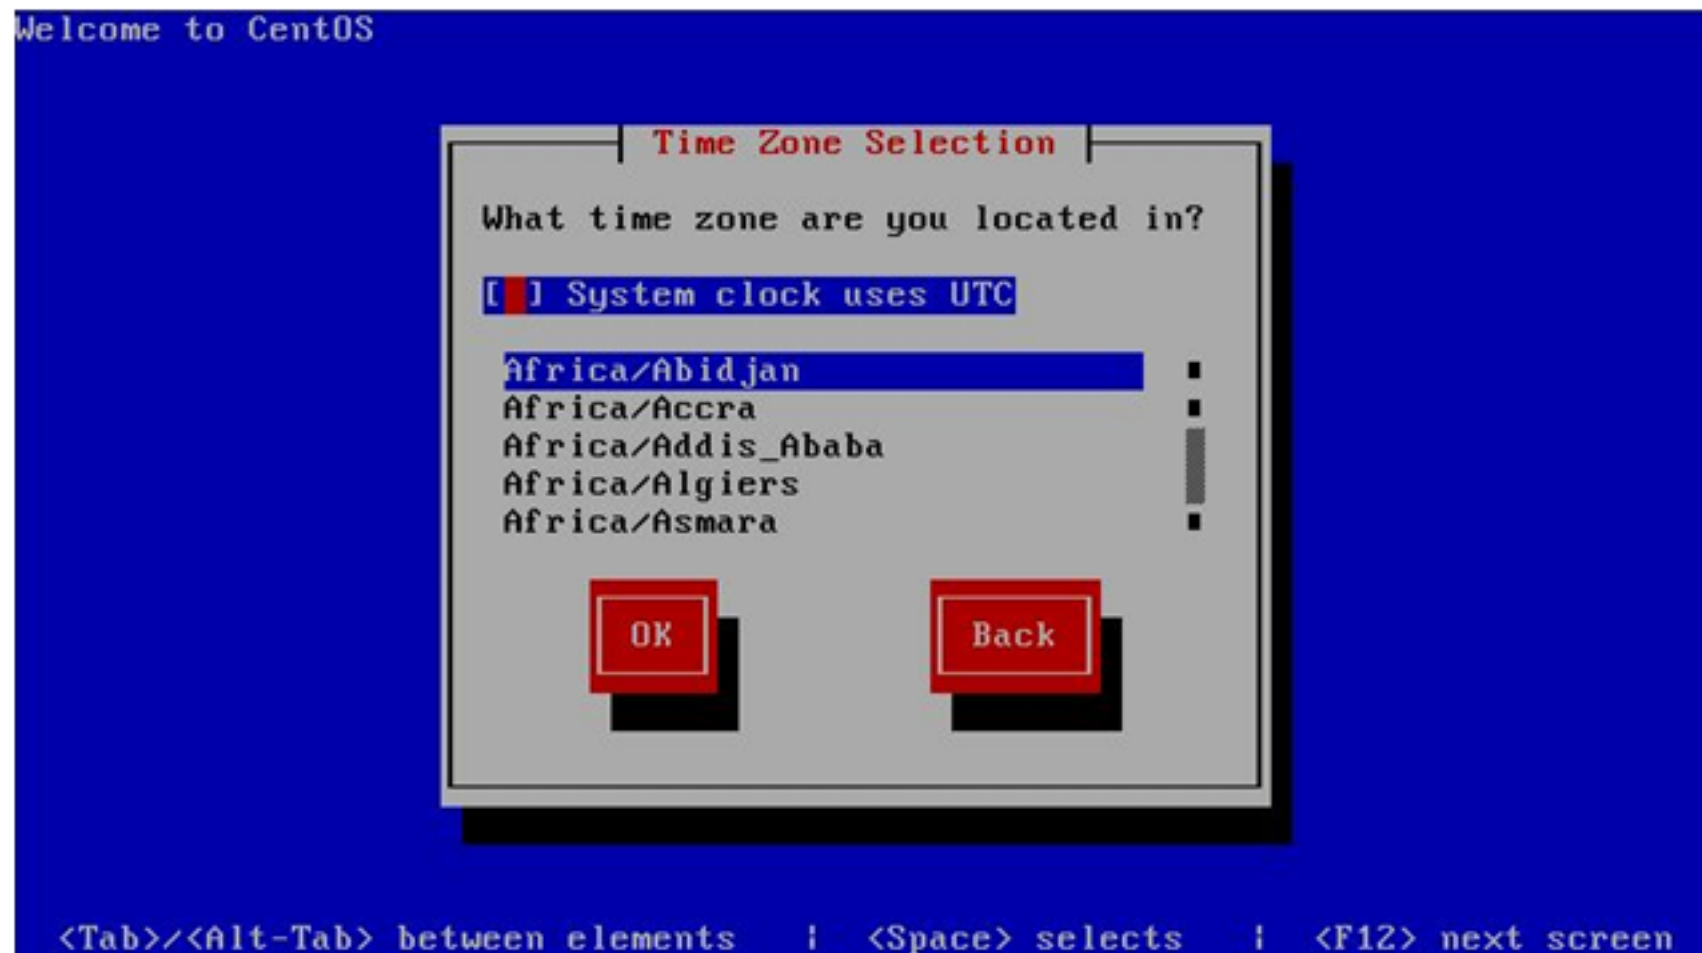 Welcome to CentOS
Time Zone Selection
What time zone are you located in?
[ ] System clock uses UTC
Africa/Abidjan
Africa/Accra
Africa/Addis_Ababa
Africa/Algiers
Africa/Asmara
OK Back
<Tab>/<Alt-Tab> between elements | <Space> selects | <F12> next screen